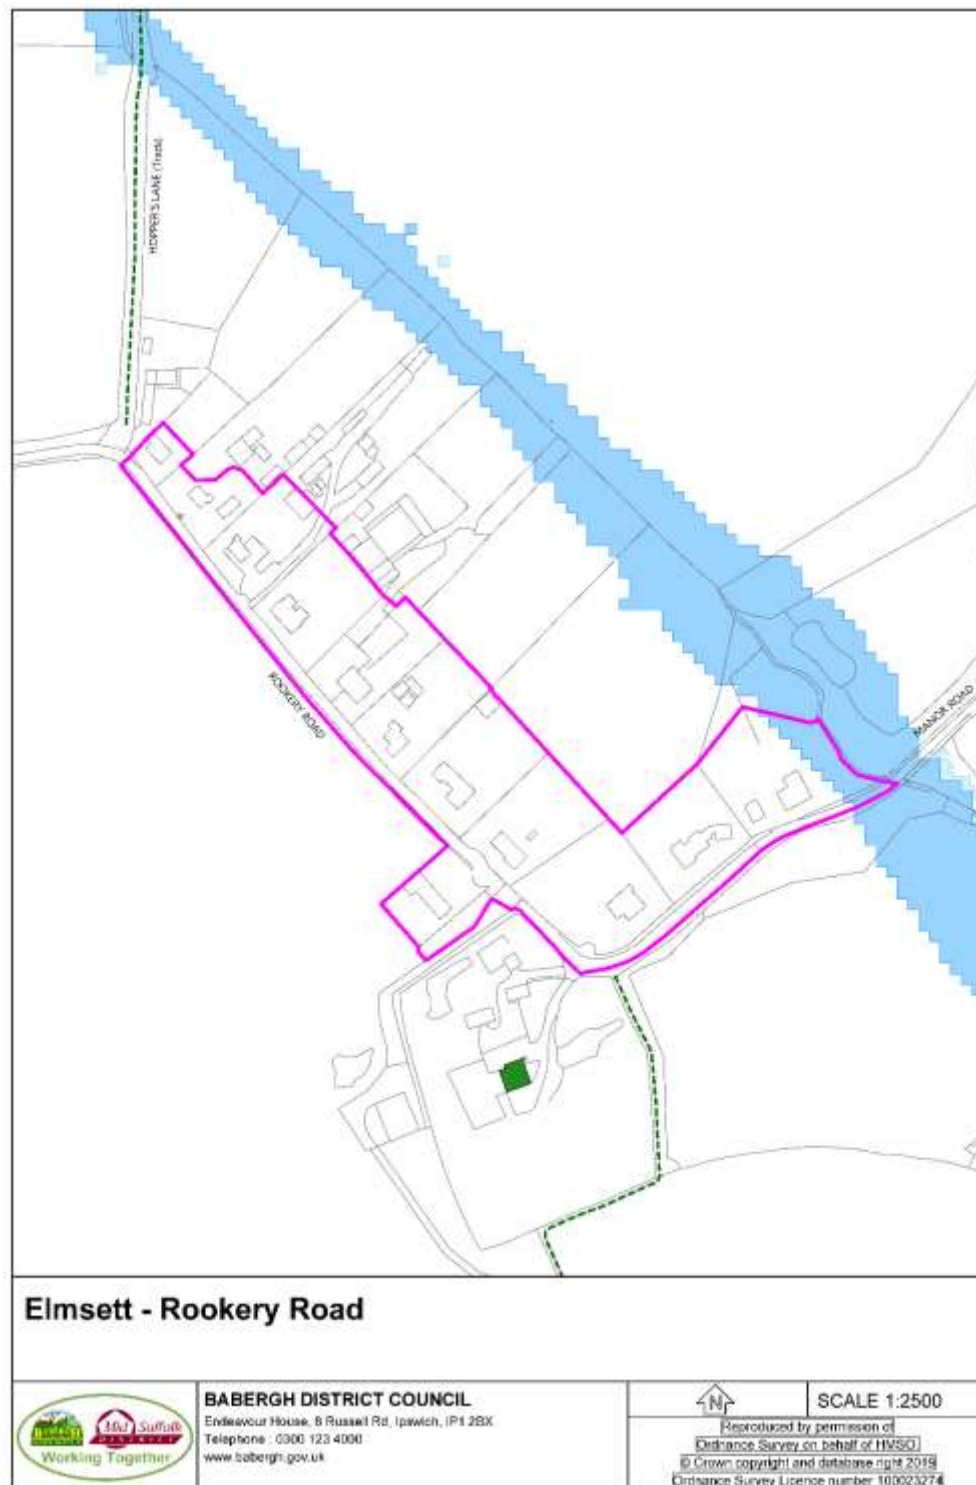 HOPPER'S LANE (Track)
ROOKERY ROAD
MANOR ROAD
Elmsett - Rookery Road
Mid Suffolk
DISTRICT
Working Together
BABERGH DISTRICT COUNCIL
Endeavour House, 8 Russell Rd, Ipswich, IP1 2BX
Telephone : 0300 123 4000
www.babergh.gov.uk
N
SCALE 1:2500
Reproduced by permission of
Ordnance Survey on behalf of HMSO.
© Crown copyright and database right 2019
Ordnance Survey Licence number 100023274